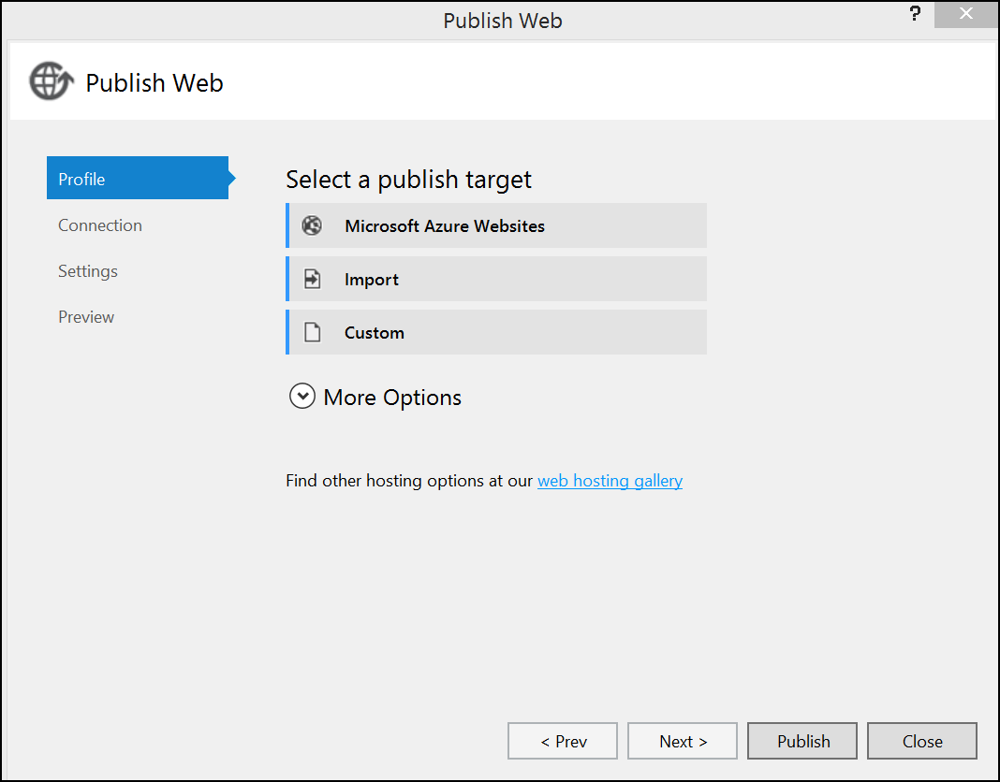 Publish Web
?
Publish Web
Profile
Connection
Settings
Preview
Select a publish target
Microsoft Azure Websites
Import
Custom
More Options
Find other hosting options at our web hosting gallery
< Prev
Next >
Publish
Close